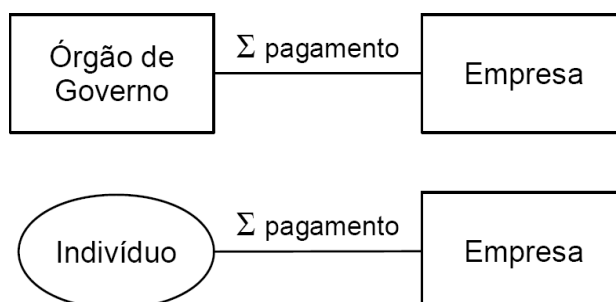 Órgão de
Governo
Σ pagamento
Empresa
Indivíduo
Σ pagamento
Empresa